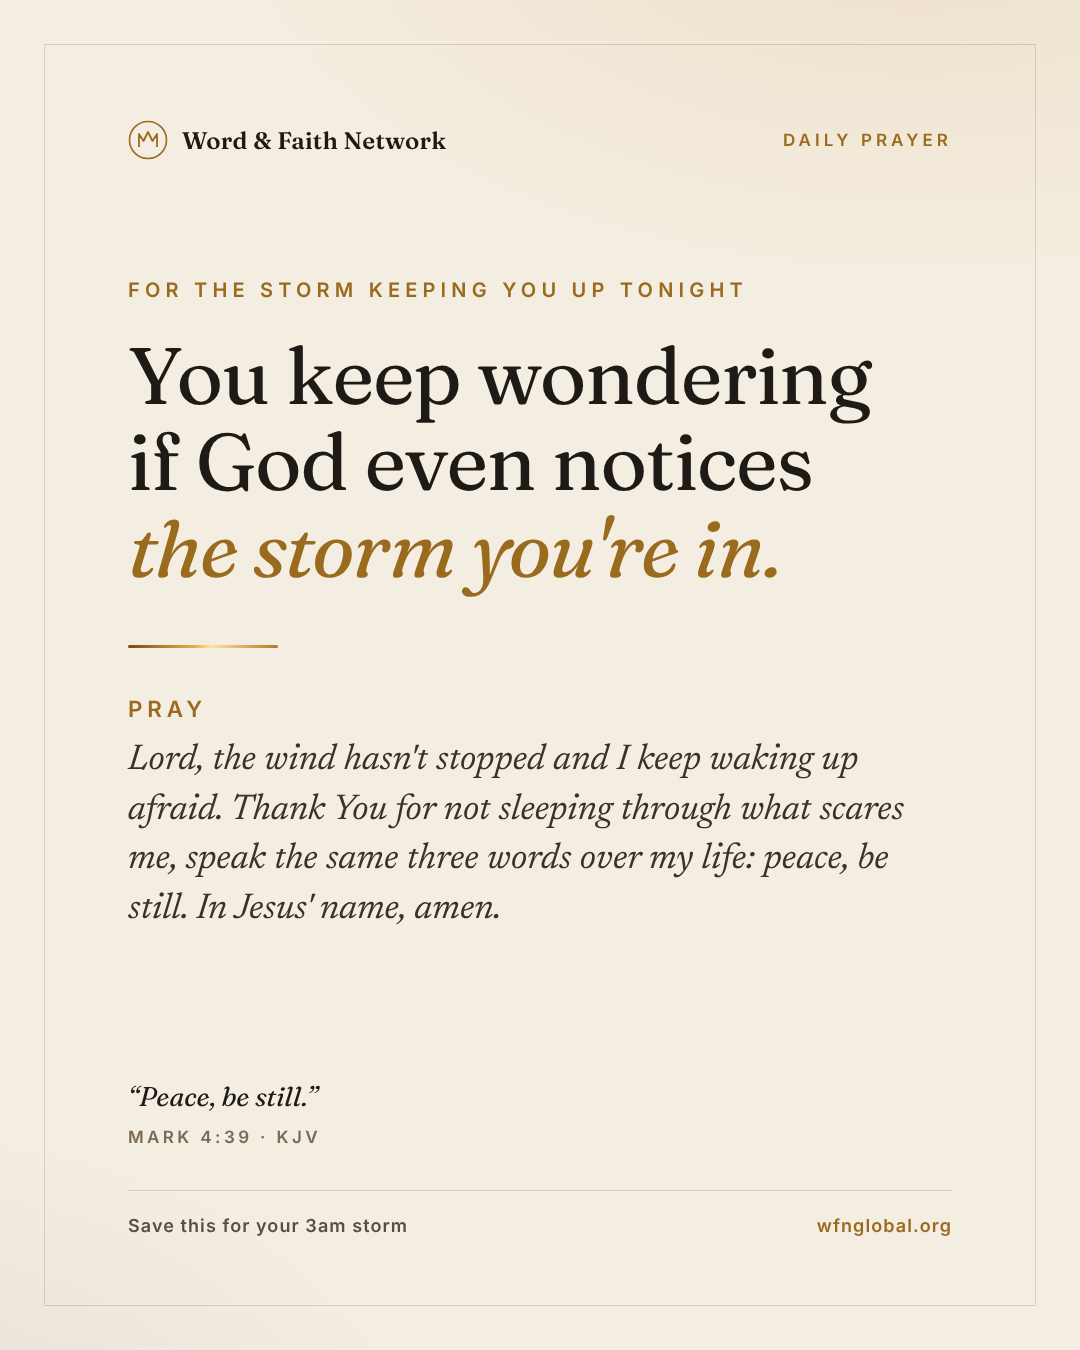 Word & Faith Network
DAILY PRAYER
FOR THE STORM KEEPING YOU UP TONIGHT
You keep wondering
if God even notices
the storm you're in.
PRAY
Lord, the wind hasn't stopped and I keep waking up
afraid. Thank You for not sleeping through what scares
me, speak the same three words over my life: peace, be
still. In Jesus' name, amen.
“Peace, be still.”
MARK 4:39 · KJV
Save this for your 3am storm
wfnglobal.org